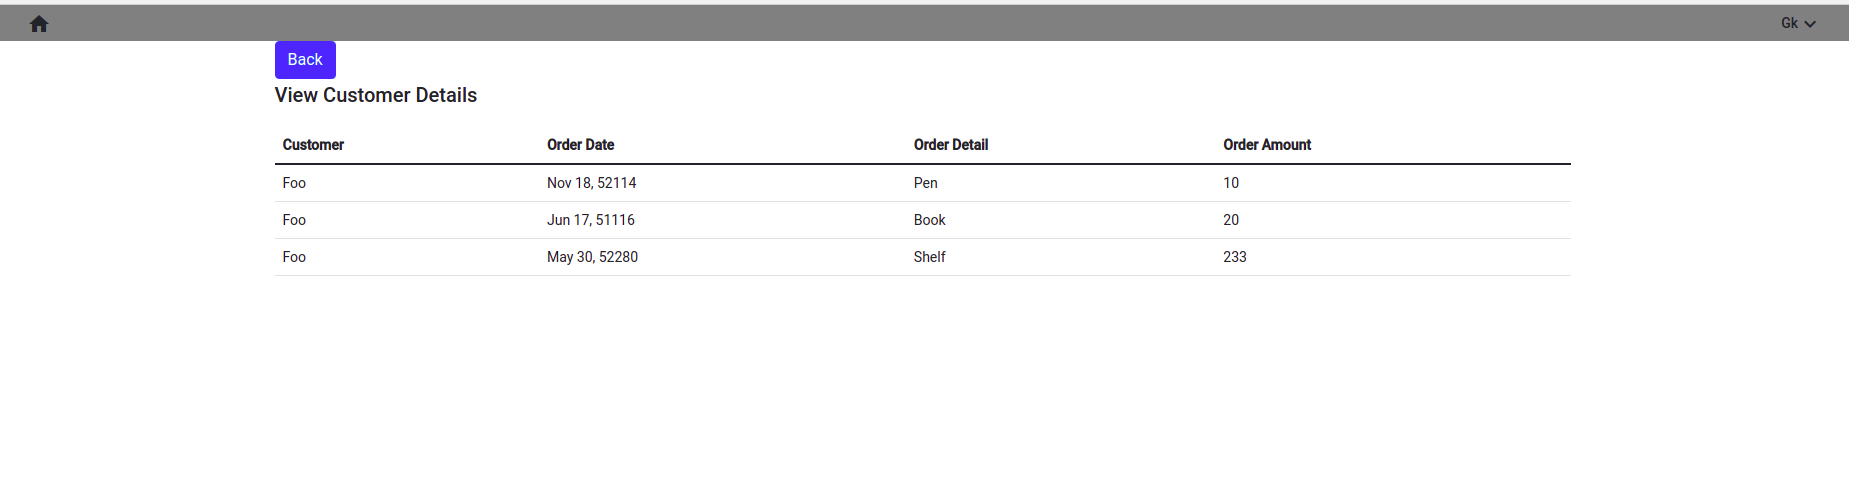 Gk
Back
View Customer Details
Customer Order Date Order Detail Order Amount
Foo Nov 18, 52114 Pen 10
Foo Jun 17, 51116 Book 20
Foo May 30, 52280 Shelf 233